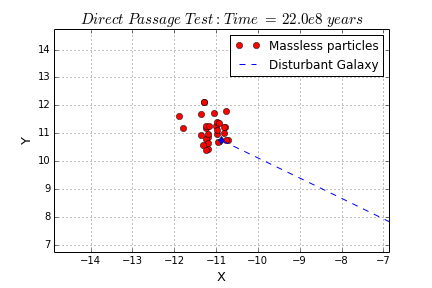 Direct Passage Test: Time = 22.0e8 years
Massless particles
Disturbant Galaxy
14
13
12
11
10
9
8
7
Y
−14 −13 −12 −11 −10 −9 −8 −7
X